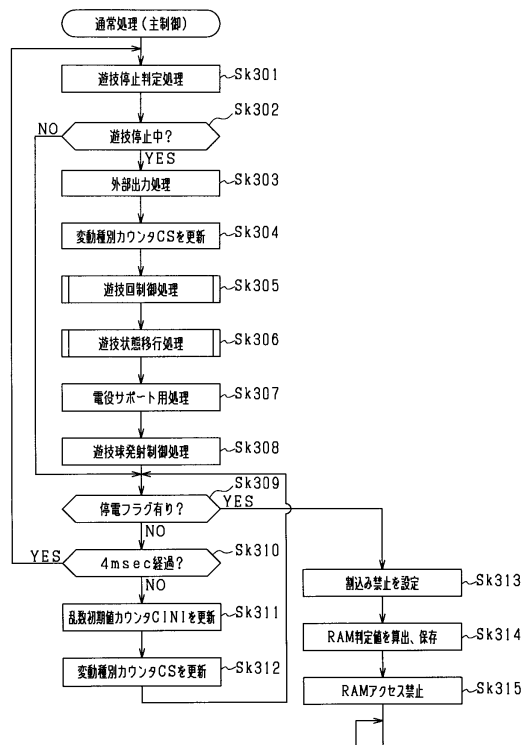 通常処理(主制御)
遊技停止判定処理
Sk301
遊技停止中?
Sk302
NO
YES
外部出力処理
Sk303
変動種別カウンタCSを更新
Sk304
遊技回制御処理
Sk305
遊技状態移行処理
Sk306
電役サポート用処理
Sk307
遊技球発射制御処理
Sk308
停電フラグ有り?
Sk309
YES
NO
4msec経過?
Sk310
YES
NO
乱数初期値カウンタCINIを更新
Sk311
変動種別カウンタCSを更新
Sk312
割込み禁止を設定
Sk313
RAM判定値を算出、保存
Sk314
RAMアクセス禁止
Sk315